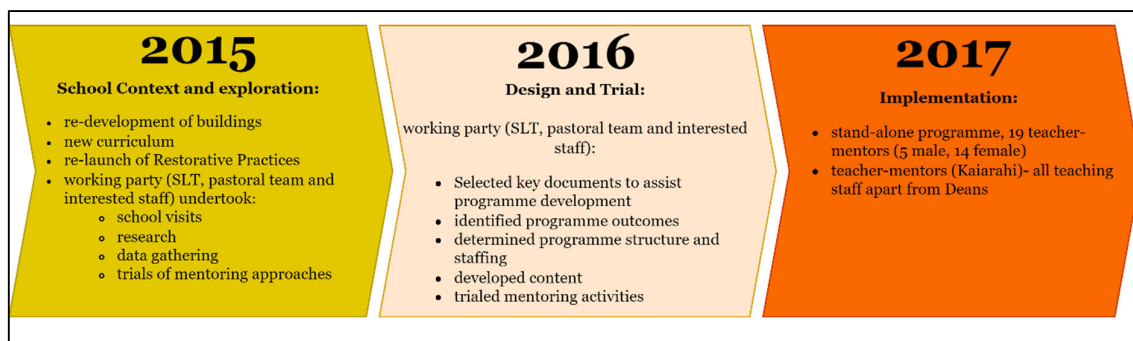 2015
School Context and exploration:
• re-development of buildings
• new curriculum
• re-launch of Restorative Practices
• working party (SLT, pastoral team and
interested staff) undertook:
○ school visits
○ research
○ data gathering
○ trials of mentoring approaches
2016
Design and Trial:
working party (SLT, pastoral team and interested
staff):
• Selected key documents to assist
programme development
• identified programme outcomes
• determined programme structure and
staffing
• developed content
• trialed mentoring activities
2017
Implementation:
• stand-alone programme, 19 teacher-
mentors (5 male, 14 female)
• teacher-mentors (Kaiarahi)- all teaching
staff apart from Deans